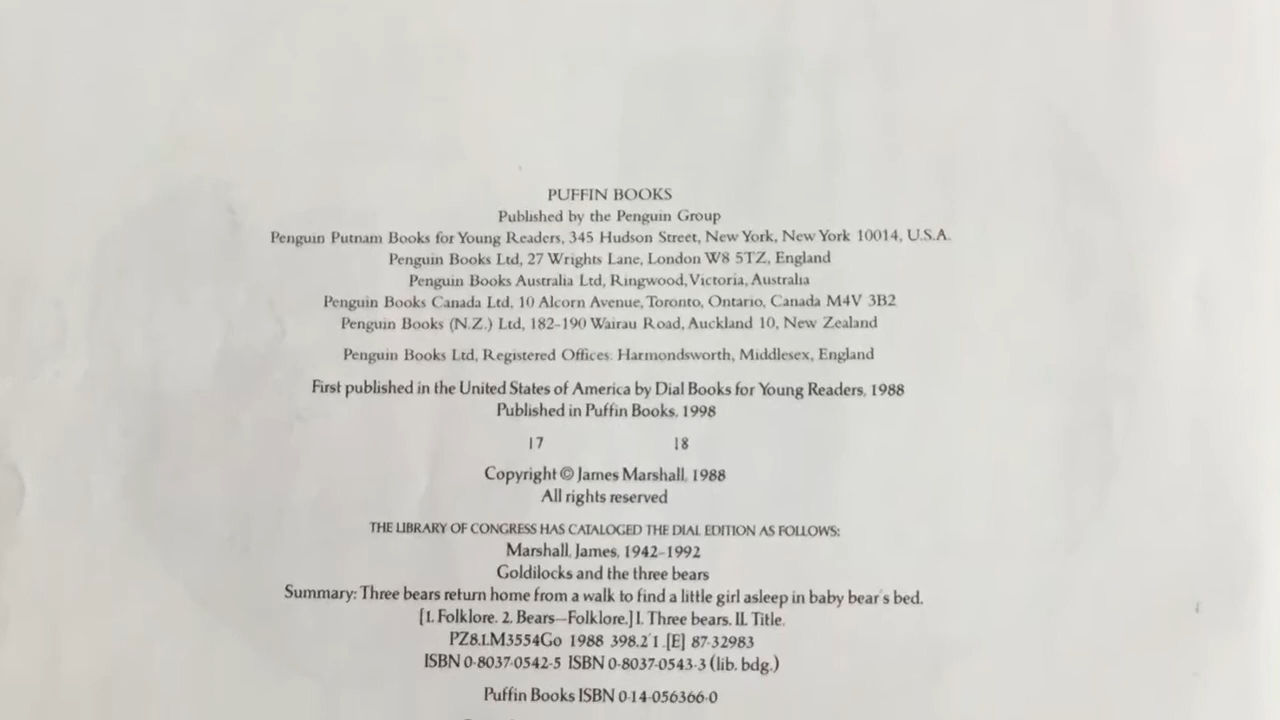 PUFFIN BOOKS
Published by the Penguin Group
Penguin Putnam Books for Young Readers, 345 Hudson Street, New York, New York 10014, U.S.A.
Penguin Books Ltd, 27 Wrights Lane, London W8 5TZ, England
Penguin Books Australia Ltd, Ringwood, Victoria, Australia
Penguin Books Canada Ltd, 10 Alcorn Avenue, Toronto, Ontario, Canada M4V 3B2
Penguin Books (N.Z.) Ltd, 182-190 Wairau Road, Auckland 10, New Zealand
Penguin Books Ltd, Registered Offices: Harmondsworth, Middlesex, England
First published in the United States of America by Dial Books for Young Readers, 1988
Published in Puffin Books, 1998
17 18
Copyright © James Marshall, 1988
All rights reserved
THE LIBRARY OF CONGRESS HAS CATALOGED THE DIAL EDITION AS FOLLOWS:
Marshall, James, 1942-1992
Goldilocks and the three bears
Summary: Three bears return home from a walk to find a little girl asleep in baby bear's bed.
[1. Folklore. 2. Bears—Folklore.] I. Three bears. II. Title.
PZ8.1.M3554Go 1988 398.2'1 .[E] 87-32983
ISBN 0-8037-0542-5 ISBN 0-8037-0543-3 (lib. bdg.)
Puffin Books ISBN 0-14-056366-0